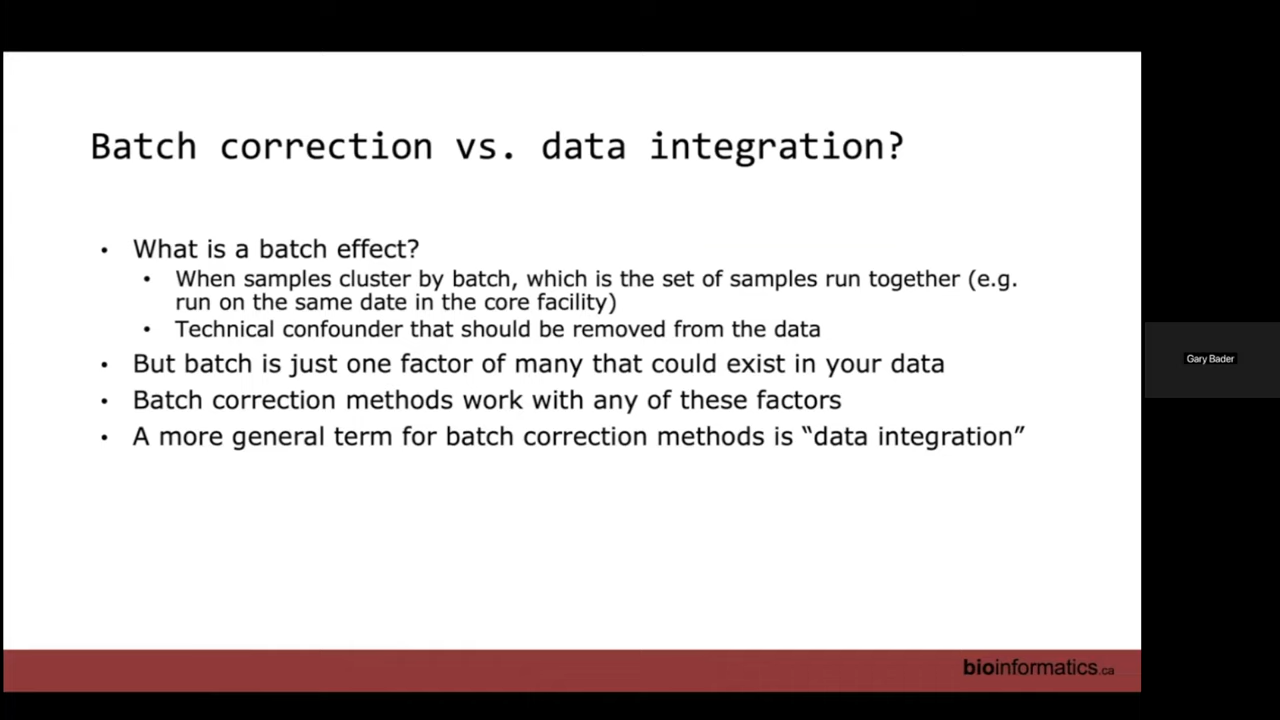 Batch correction vs. data integration?
• What is a batch effect?
• When samples cluster by batch, which is the set of samples run together (e.g.
run on the same date in the core facility)
• Technical confounder that should be removed from the data
• But batch is just one factor of many that could exist in your data
• Batch correction methods work with any of these factors
• A more general term for batch correction methods is “data integration”
Gary Bader
bioinformatics.ca